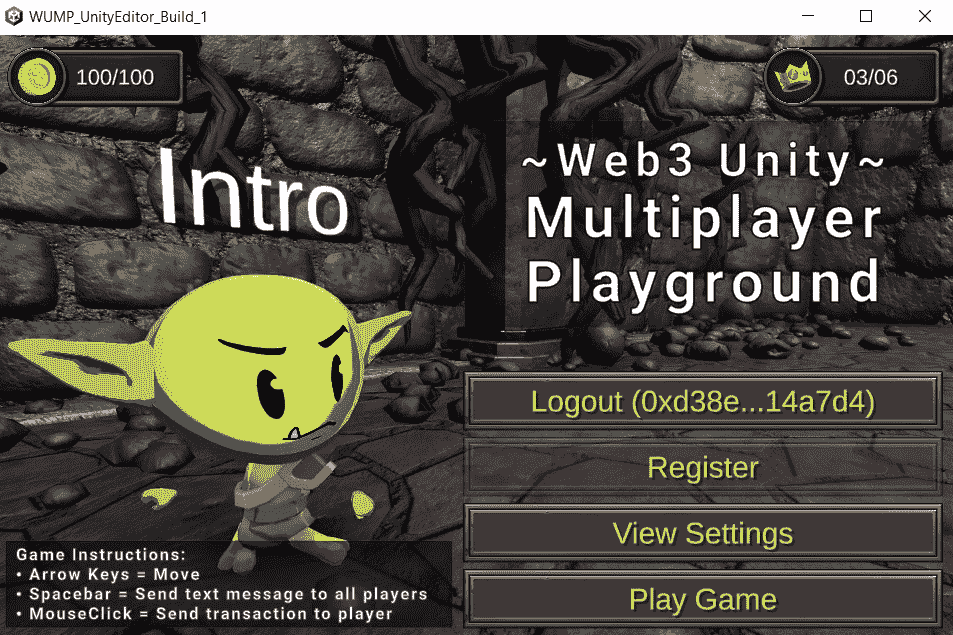 WUMP_UnityEditor_Build_1
100/100
03/06
Intro
~Web3 Unity~
Multiplayer
Playground
Logout (0xd38e...14a7d4)
Register
View Settings
Play Game
Game Instructions:
• Arrow Keys = Move
• Spacebar = Send text message to all players
• MouseClick = Send transaction to player